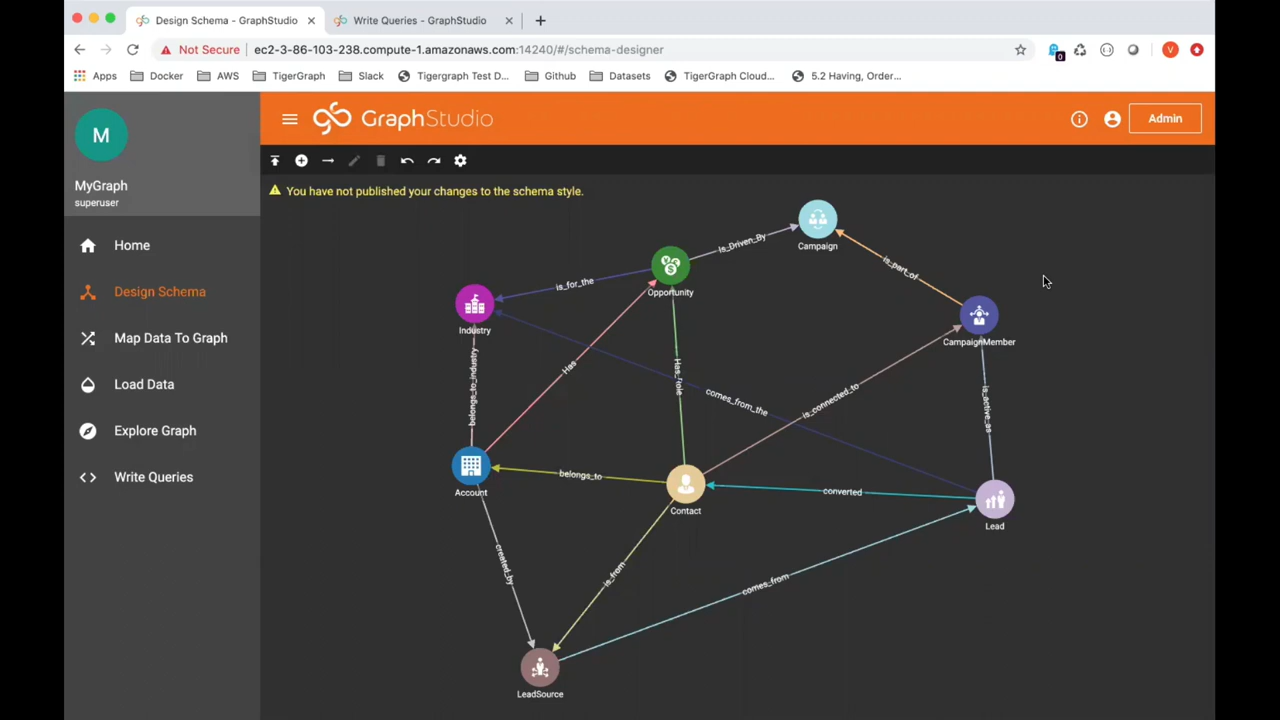 Design Schema - GraphStudio
Write Queries - GraphStudio
Not Secure
ec2-3-86-103-238.compute-1.amazonaws.com:14240/#/schema-designer
0
V
Apps
Docker
AWS
TigerGraph
Slack
Tigergraph Test D...
Github
Datasets
TigerGraph Cloud...
5.2 Having, Order...
M
MyGraph
superuser
GraphStudio
Admin
You have not published your changes to the schema style.
Home
Design Schema
Map Data To Graph
Load Data
Explore Graph
Write Queries
Campaign
Is_Driven_By
is_part_of
Opportunity
is_for_the
Industry
CampaignMember
belongs_to_industry
Has
Has_Role
comes_from_the
is_connected_to
is_active_as
Account
belongs_to
Contact
converted
Lead
created_by
is_from
comes_from
LeadSource